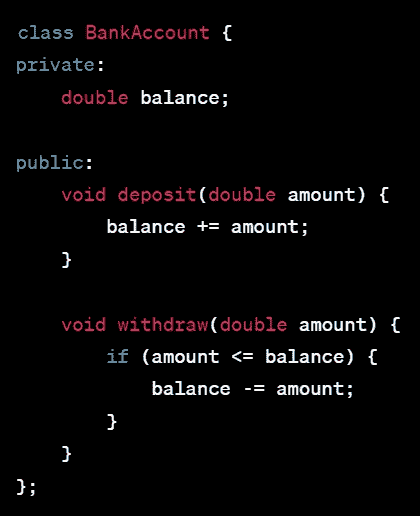 class BankAccount {
private:
    double balance;

public:
    void deposit(double amount) {
        balance += amount;
    }

    void withdraw(double amount) {
        if (amount <= balance) {
            balance -= amount;
        }
    }
};